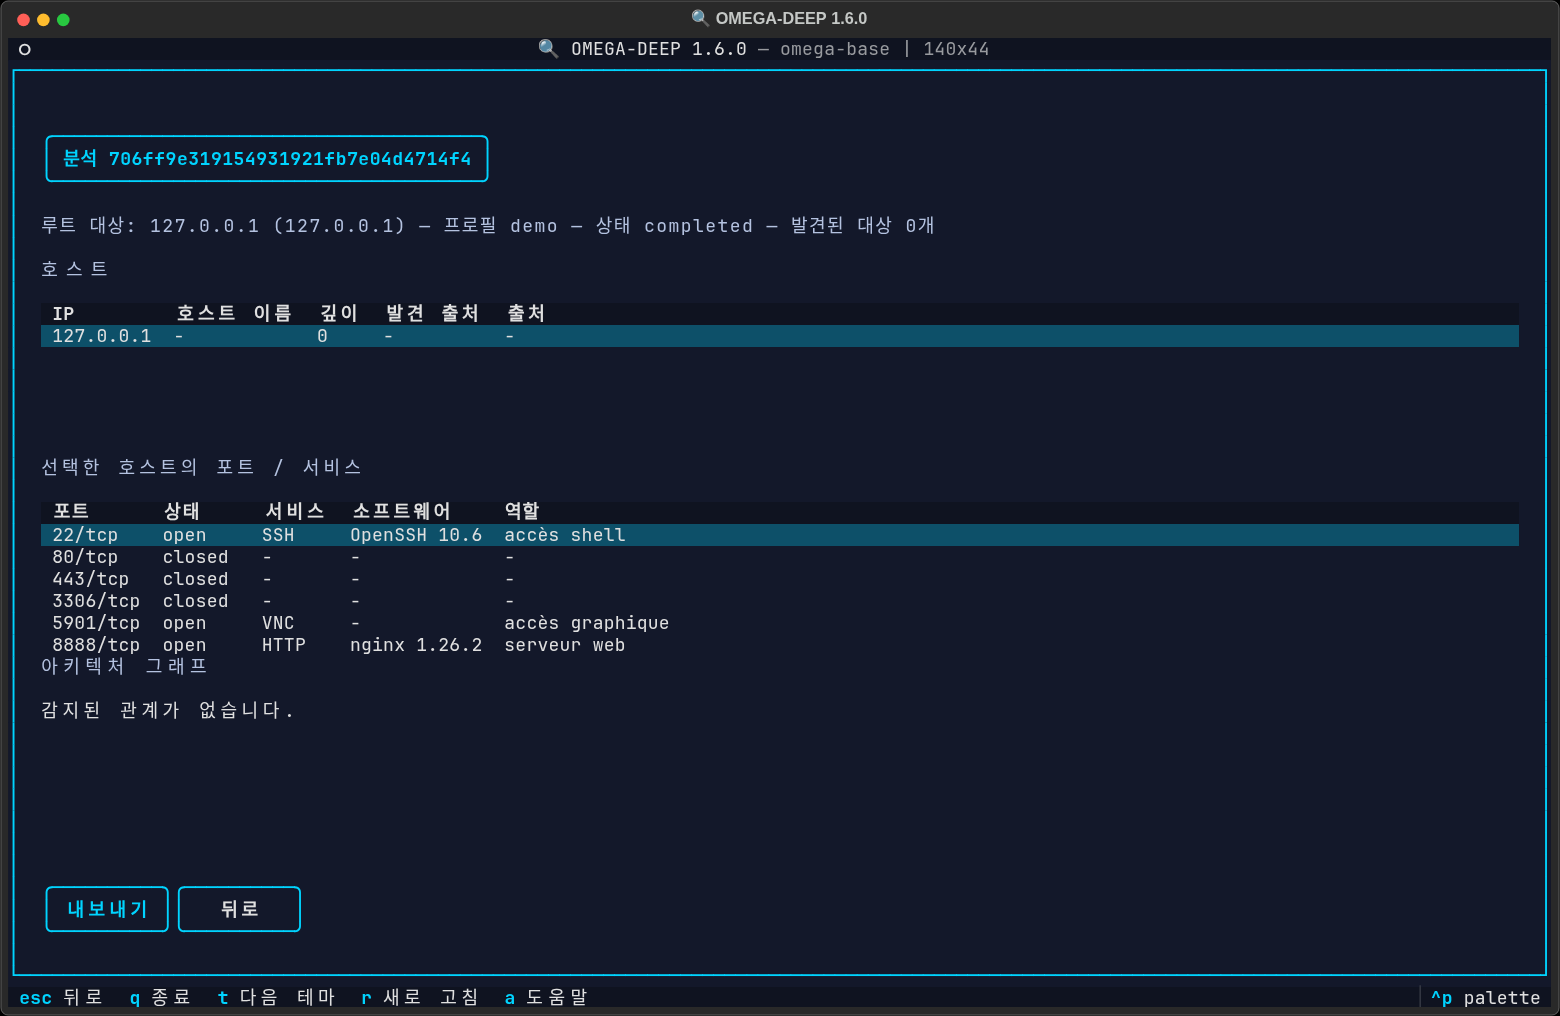 🔍 OMEGA-DEEP 1.6.0
🔍 OMEGA-DEEP 1.6.0 — omega-base | 140x44
분석 706ff9e319154931921fb7e04d4714f4
루트 대상: 127.0.0.1 (127.0.0.1) — 프로필 demo — 상태 completed — 발견된 대상 0개
호스트
IP 호스트 이름 깊이 발견 출처 출처
127.0.0.1 - 0 - -
선택한 호스트의 포트 / 서비스
포트 상태 서비스 소프트웨어 역할
22/tcp open SSH OpenSSH 10.6 accès shell
80/tcp closed - - -
443/tcp closed - - -
3306/tcp closed - - -
5901/tcp open VNC - accès graphique
8888/tcp open HTTP nginx 1.26.2 serveur web
아키텍처 그래프
감지된 관계가 없습니다.
내보내기 뒤로
esc 뒤로 q 종료 t 다음 테마 r 새로 고침 a 도움말 ^p palette